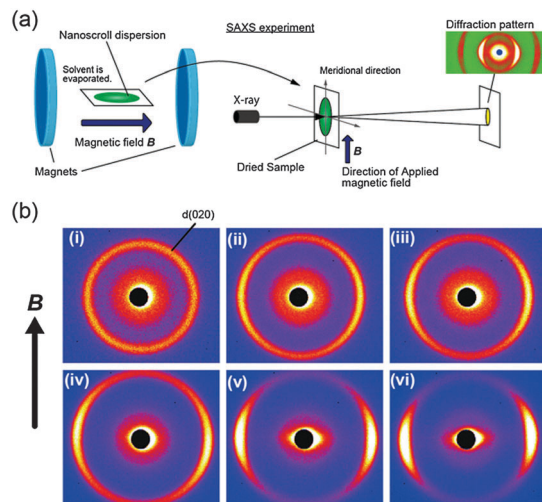 (a)
SAXS experiment
Diffraction pattern
Nanoscroll dispersion
Solvent is
evaporated.
Meridional direction
X-ray
Magnetic field B
Magnets
Dried Sample
B
Direction of Applied
magnetic field
(b)
d(020)
(i)
(ii)
(iii)
B
(iv)
(v)
(vi)